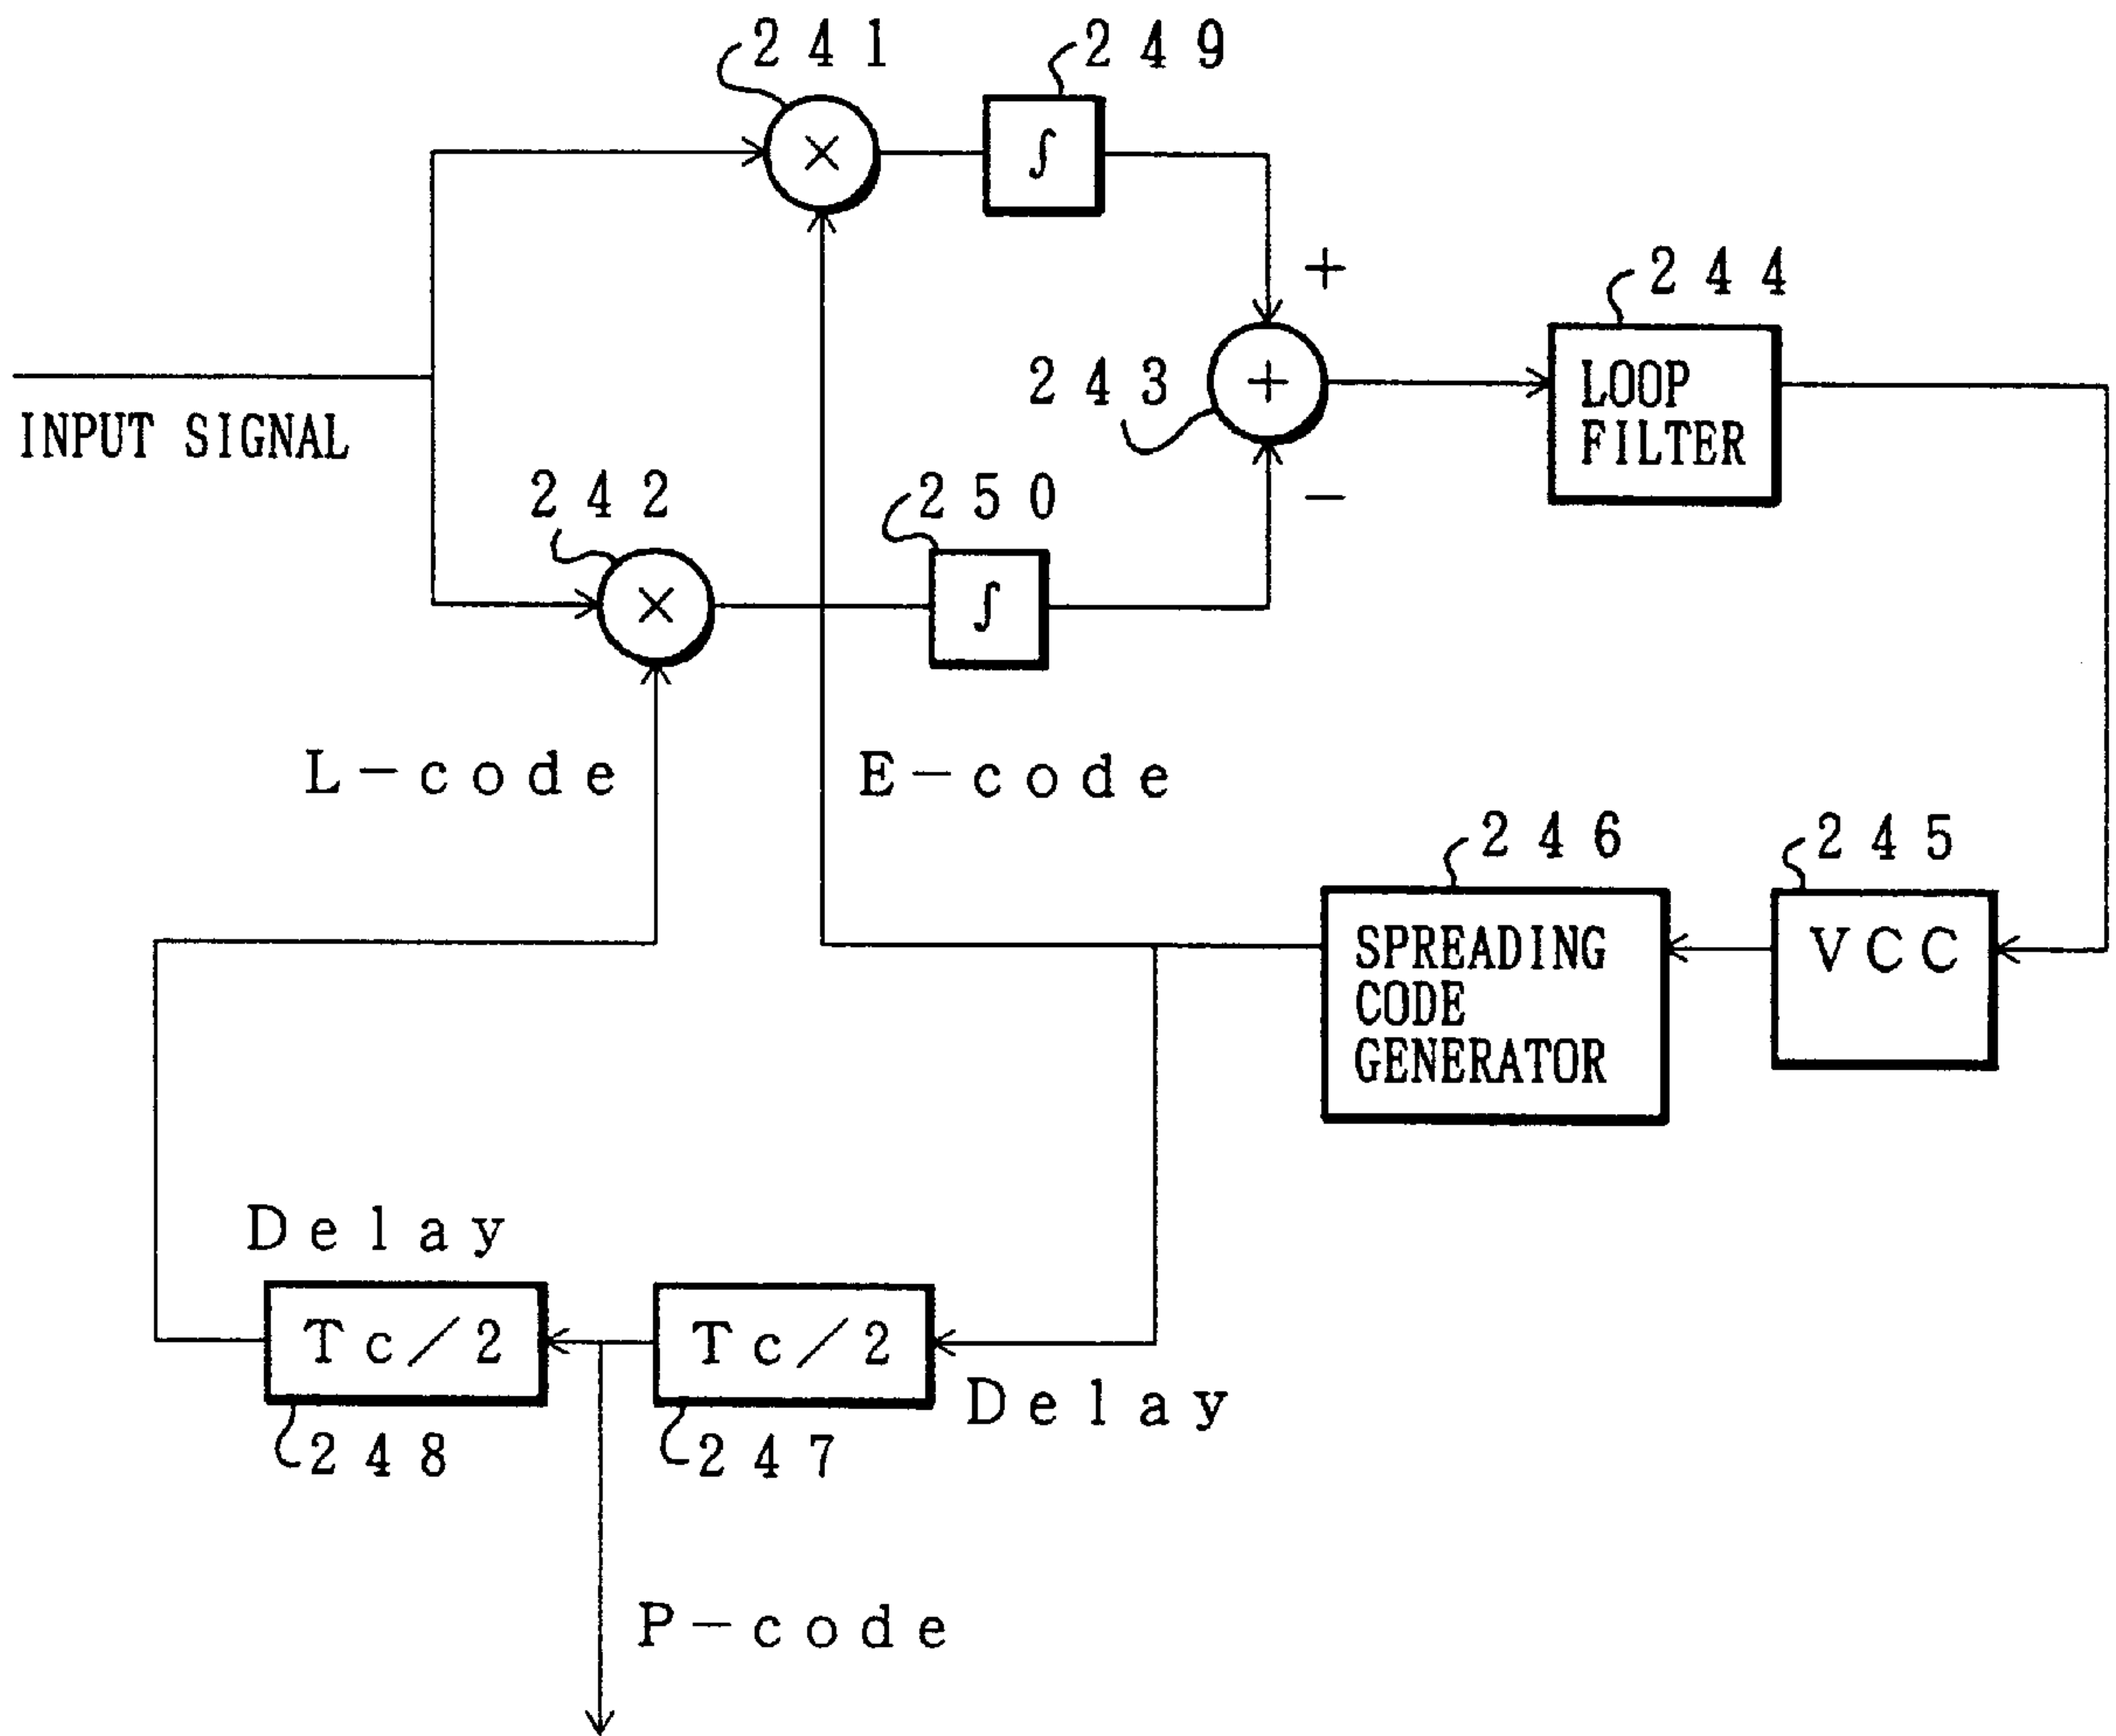 241
249
×
∫
+
244
INPUT SIGNAL
243
+
LOOP
FILTER
242
250
−
×
∫
L-code
E-code
246
245
SPREADING
CODE
GENERATOR
VCC
Delay
Tc/2
Tc/2
Delay
248
247
P-code